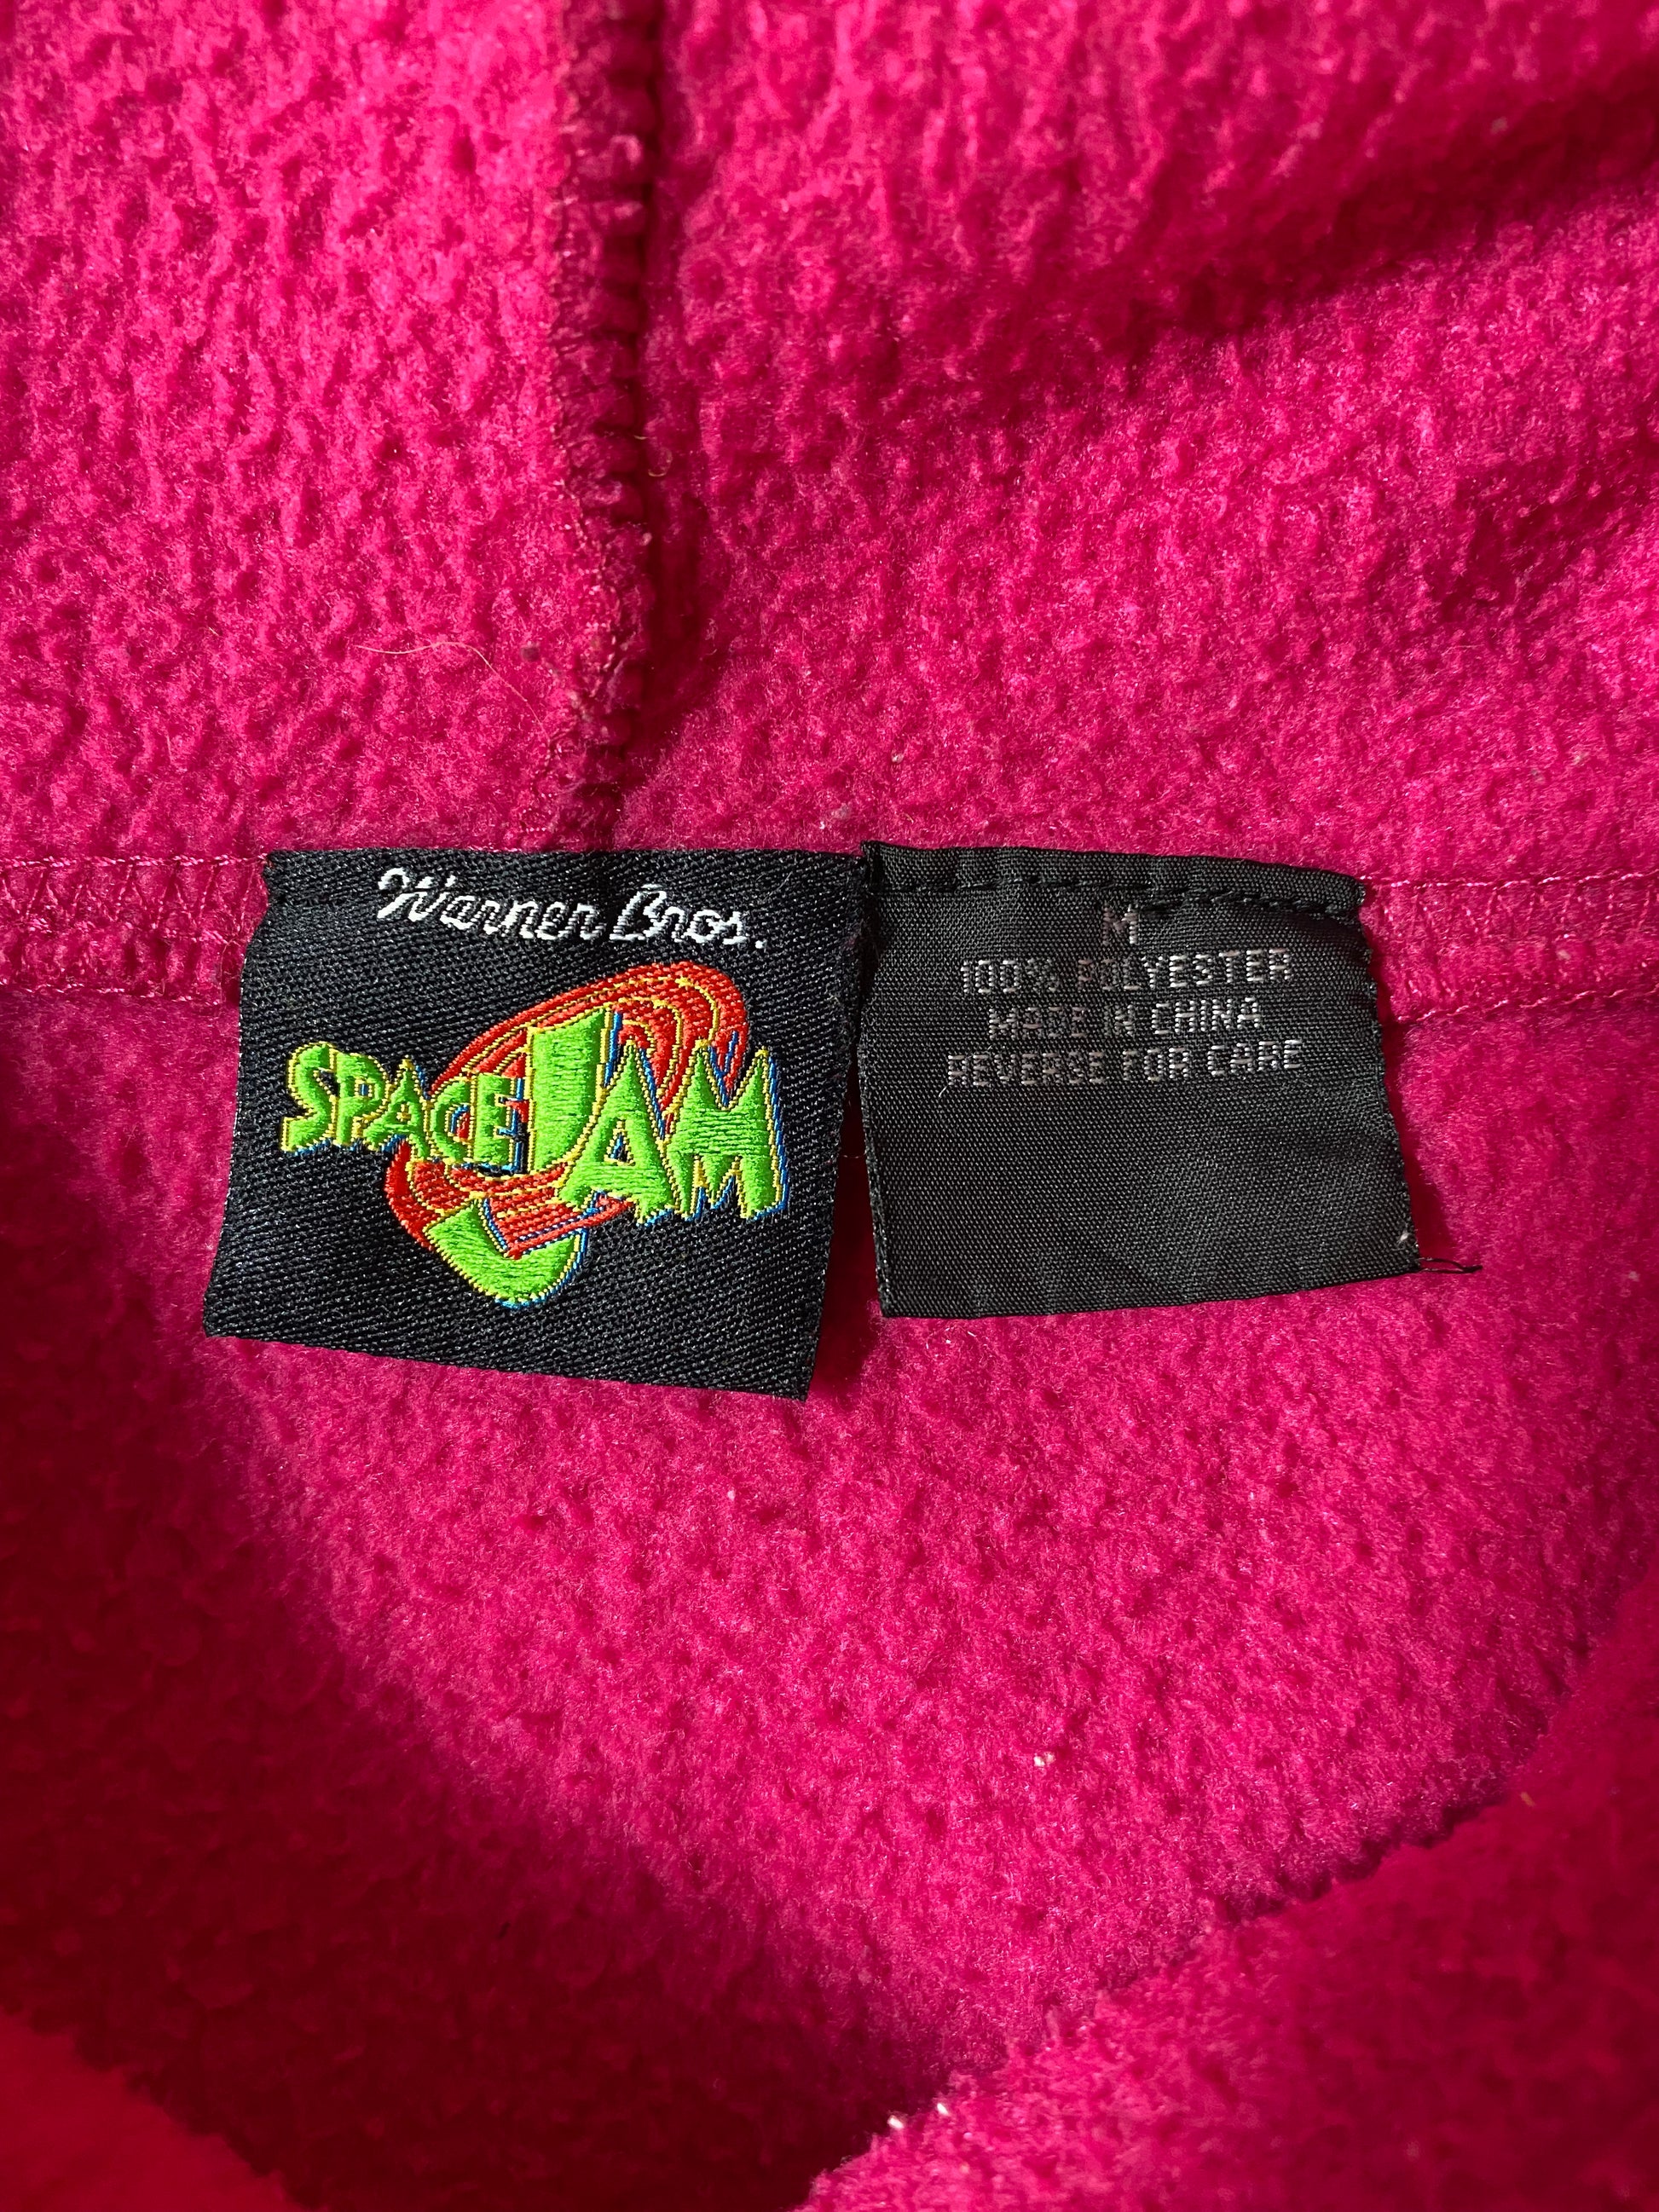 Warner Bros.
SPACE JAM
M
100% POLYESTER
MADE IN CHINA
REVERSE FOR CARE